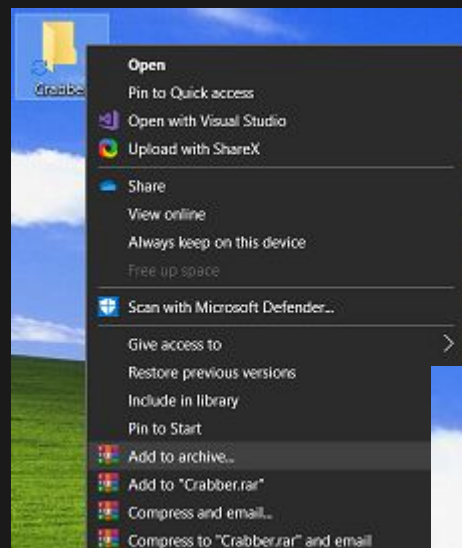 Crabber
Open
Pin to Quick access
Open with Visual Studio
Upload with ShareX
Share
View online
Always keep on this device
Free up space
Scan with Microsoft Defender...
Give access to
Restore previous versions
Include in library
Pin to Start
Add to archive...
Add to "Crabber.rar"
Compress and email...
Compress to "Crabber.rar" and email